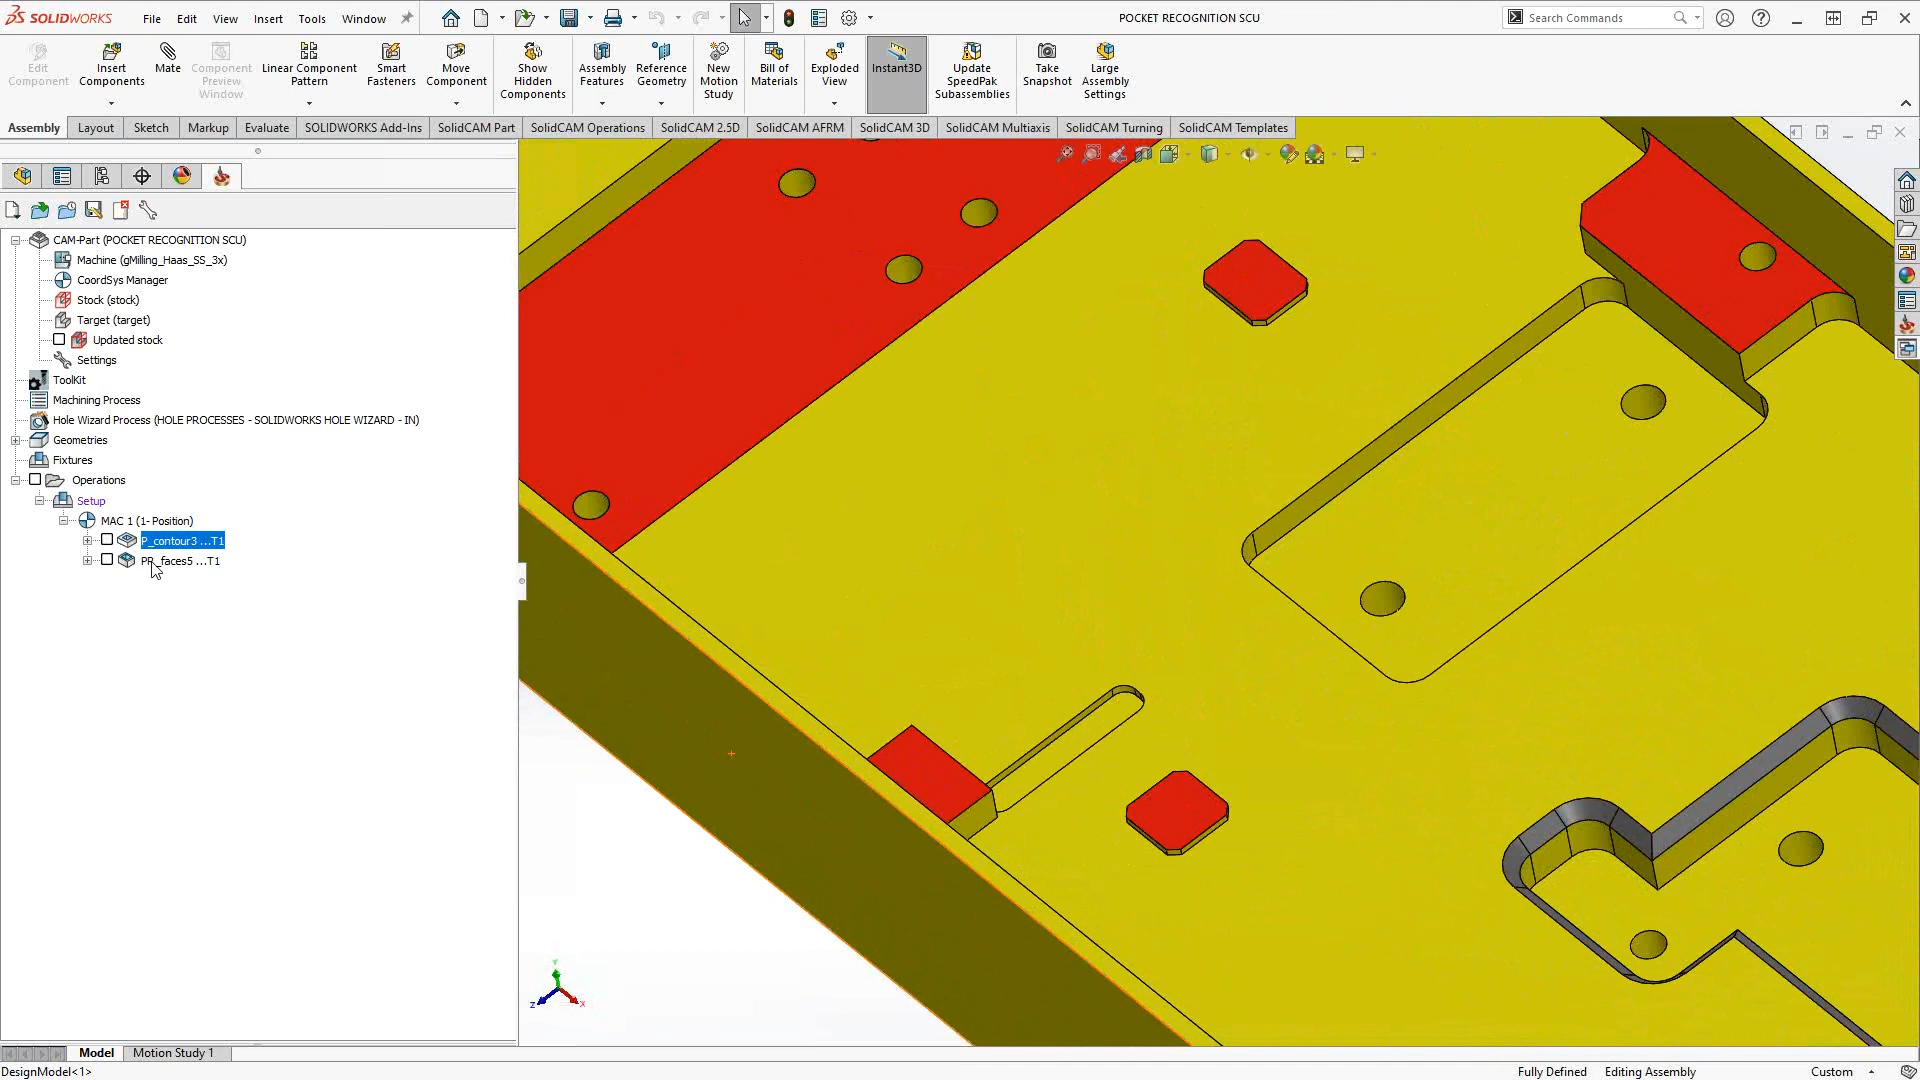 SOLIDWORKS
File Edit View Insert Tools Window
POCKET RECOGNITION SCU
Search Commands
Edit Component
Insert Components
Mate
Component Preview Window
Linear Component Pattern
Smart Fasteners
Move Component
Show Hidden Components
Assembly Features
Reference Geometry
New Motion Study
Bill of Materials
Exploded View
Instant3D
Update SpeedPak Subassemblies
Take Snapshot
Large Assembly Settings
Assembly Layout Sketch Markup Evaluate SOLIDWORKS Add-Ins SolidCAM Part SolidCAM Operations SolidCAM 2.5D SolidCAM AFRM SolidCAM 3D SolidCAM Multiaxis SolidCAM Turning SolidCAM Templates
CAM-Part (POCKET RECOGNITION SCU)
Machine (gMilling_Haas_SS_3x)
CoordSys Manager
Stock (stock)
Target (target)
Updated stock
Settings
ToolKit
Machining Process
Hole Wizard Process (HOLE PROCESSES - SOLIDWORKS HOLE WIZARD - IN)
Geometries
Fixtures
Operations
Setup
MAC 1 (1- Position)
P_contour3 ...T1
PR_faces5 ...T1
Y
Z
X
Model Motion Study 1
DesignModel<1>
Fully Defined Editing Assembly Custom